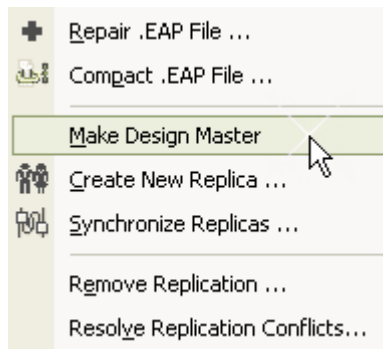 Repair .EAP File ...
Compact .EAP File ...
Make Design Master
Create New Replica ...
Synchronize Replicas ...
Remove Replication ...
Resolve Replication Conflicts...